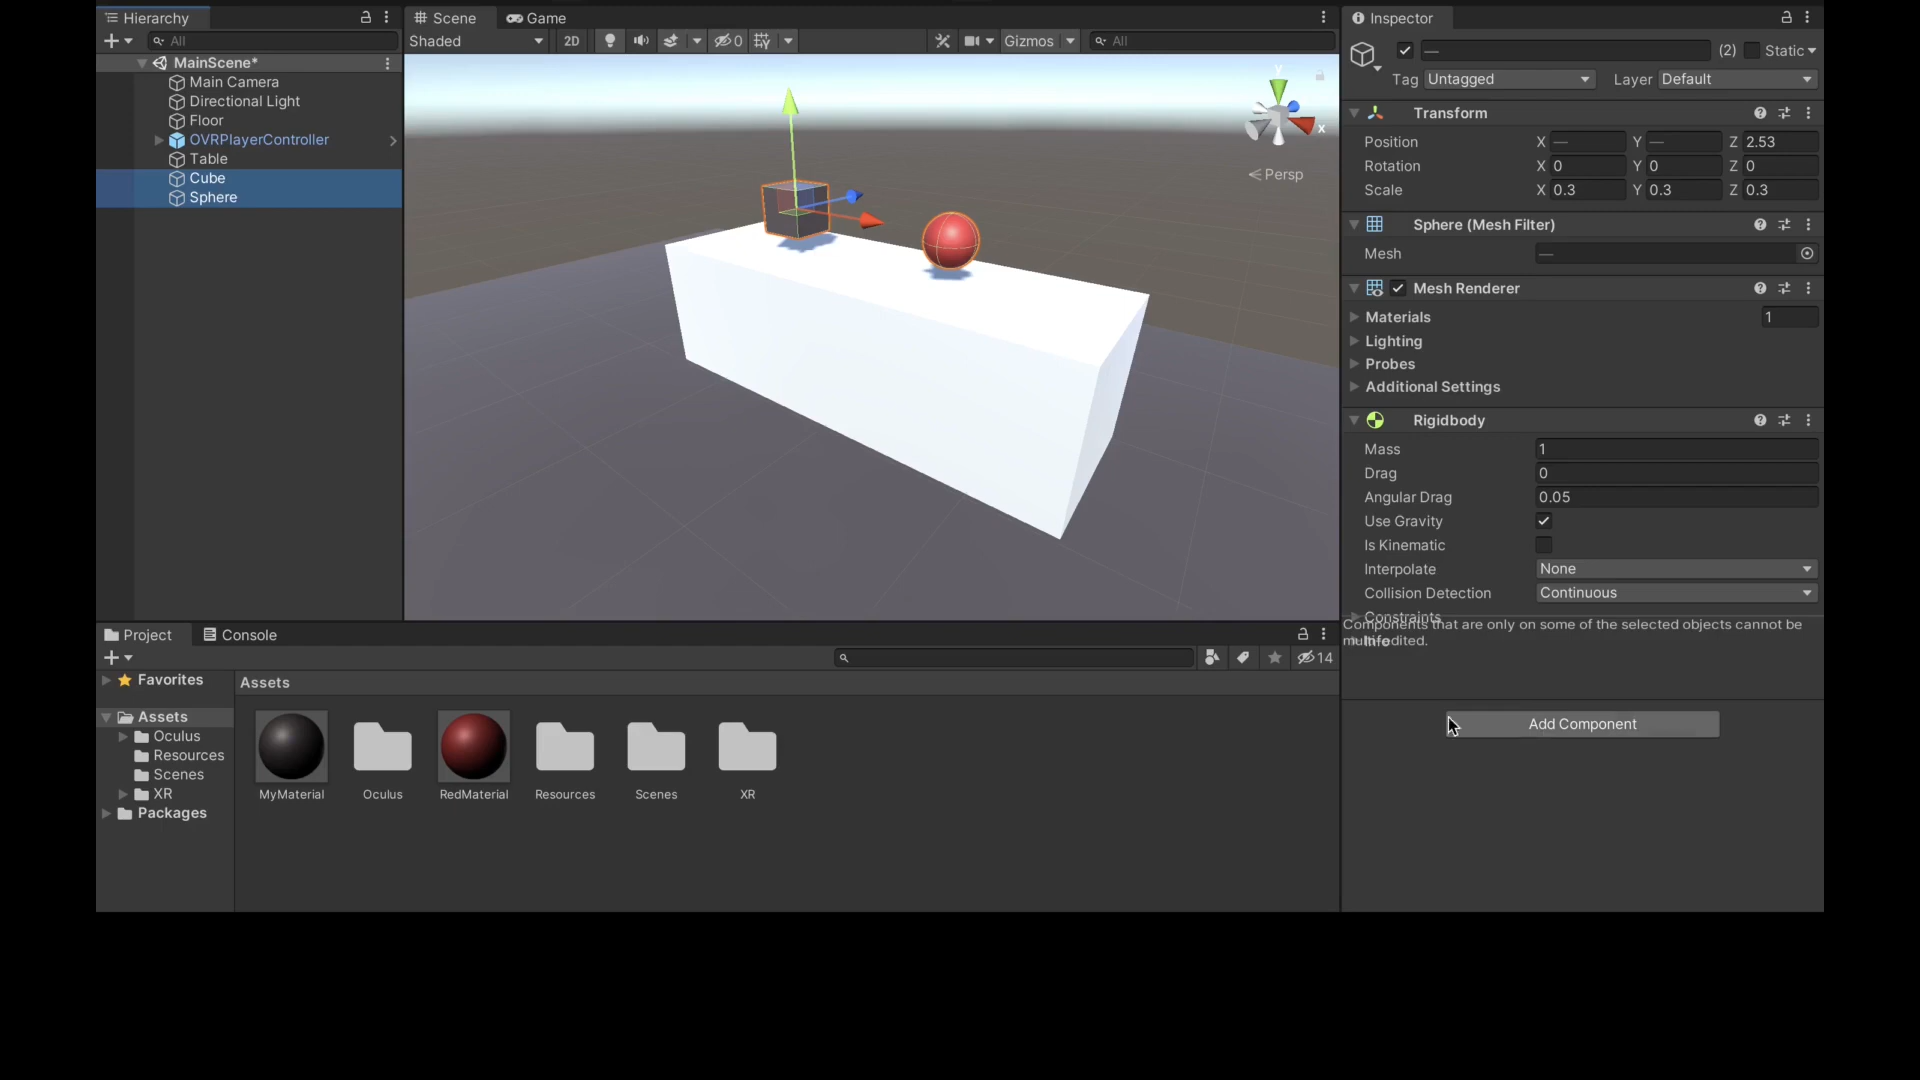 Hierarchy
All
MainScene*
Main Camera
Directional Light
Floor
OVRPlayerController
Table
Cube
Sphere
Scene
Game
Shaded
2D
0
Gizmos
All
y
x
Persp
Inspector
— (2) Static
Tag Untagged Layer Default
Transform
Position X — Y — Z 2.53
Rotation X 0 Y 0 Z 0
Scale X 0.3 Y 0.3 Z 0.3
Sphere (Mesh Filter)
Mesh —
Mesh Renderer
Materials 1
Lighting
Probes
Additional Settings
Rigidbody
Mass 1
Drag 0
Angular Drag 0.05
Use Gravity
Is Kinematic
Interpolate None
Collision Detection Continuous
Constraints
Components that are only on some of the selected objects cannot be
multi-edited.
Info
Add Component
Project
Console
14
Favorites
Assets
Oculus
Resources
Scenes
XR
Packages
Assets
MyMaterial
Oculus
RedMaterial
Resources
Scenes
XR